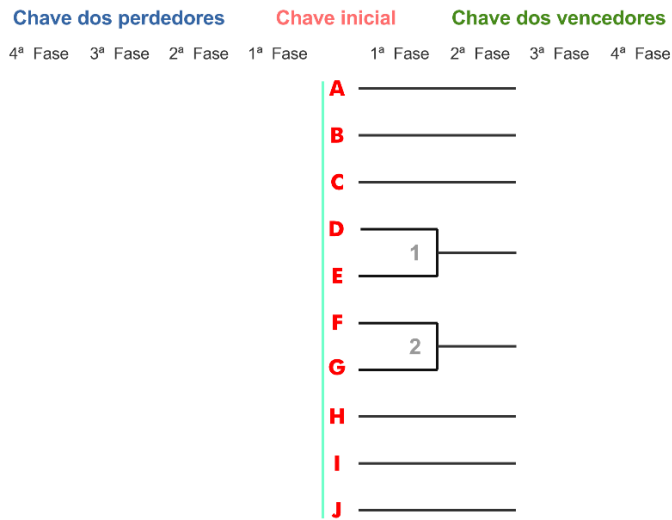 Chave dos perdedores Chave inicial Chave dos vencedores
4ª Fase 3ª Fase 2ª Fase 1ª Fase 1ª Fase 2ª Fase 3ª Fase 4ª Fase
A
B
C
D
1
E
F
2
G
H
I
J